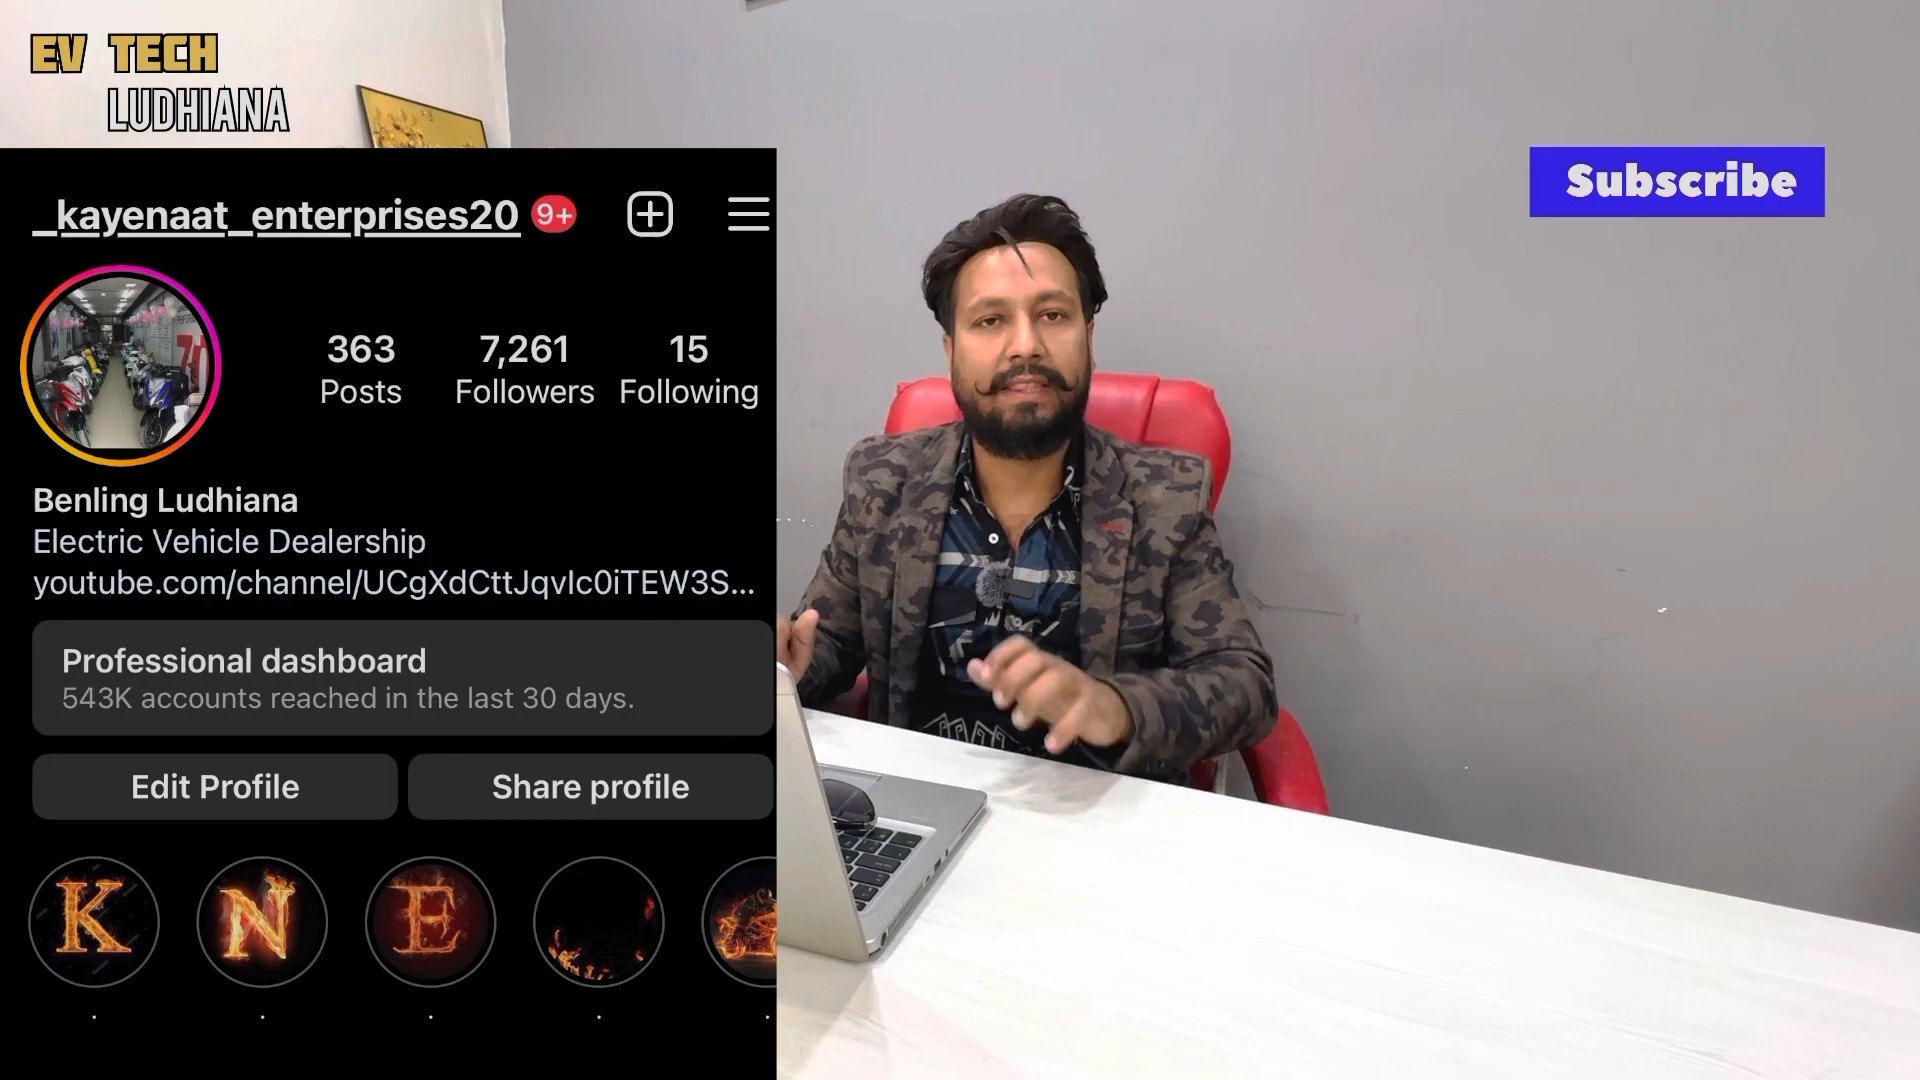 EV TECH
LUDHIANA
Subscribe
_kayenaat_enterprises20 9+
363 7,261 15
Posts Followers Following
Benling Ludhiana
Electric Vehicle Dealership
youtube.com/channel/UCgXdCttJqvIc0iTEW3S...
Professional dashboard
543K accounts reached in the last 30 days.
Edit Profile Share profile
K N E